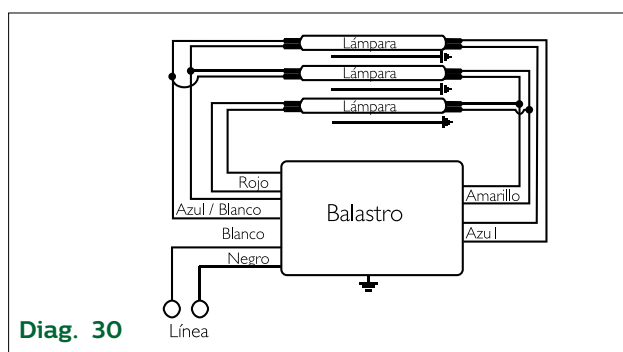 Lámpara
Lámpara
Lámpara
Rojo
Azul / Blanco
Blanco
Negro
Balastro
Amarillo
Azul
Diag. 30
Línea